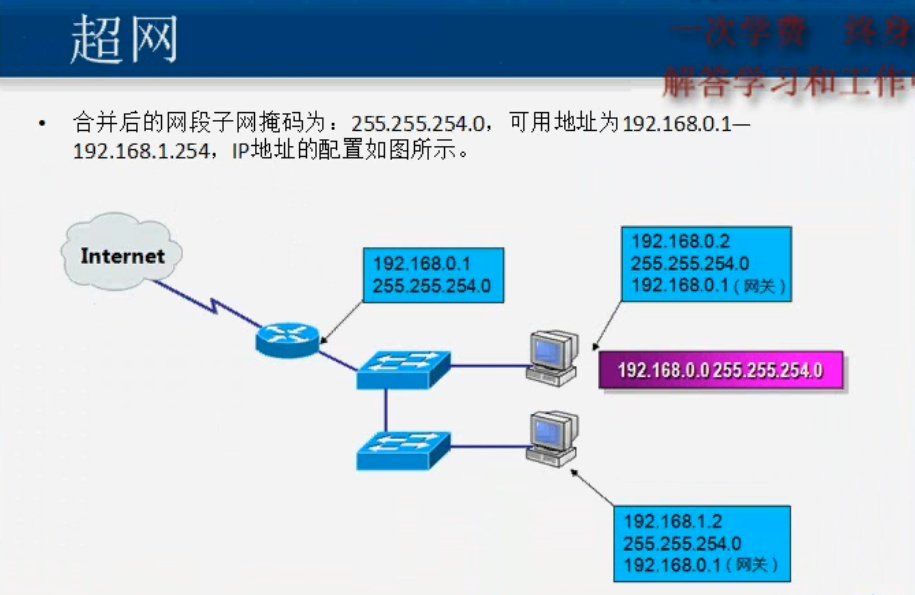 超网
一次学费 终身
解答学习和工作中
• 合并后的网段子网掩码为：255.255.254.0，可用地址为192.168.0.1—
192.168.1.254，IP地址的配置如图所示。
Internet
192.168.0.1
255.255.254.0
192.168.0.2
255.255.254.0
192.168.0.1（网关）
192.168.0.0 255.255.254.0
192.168.1.2
255.255.254.0
192.168.0.1（网关）